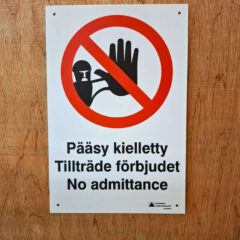 Pääsy kielletty
Tillträde förbjudet
No admittance